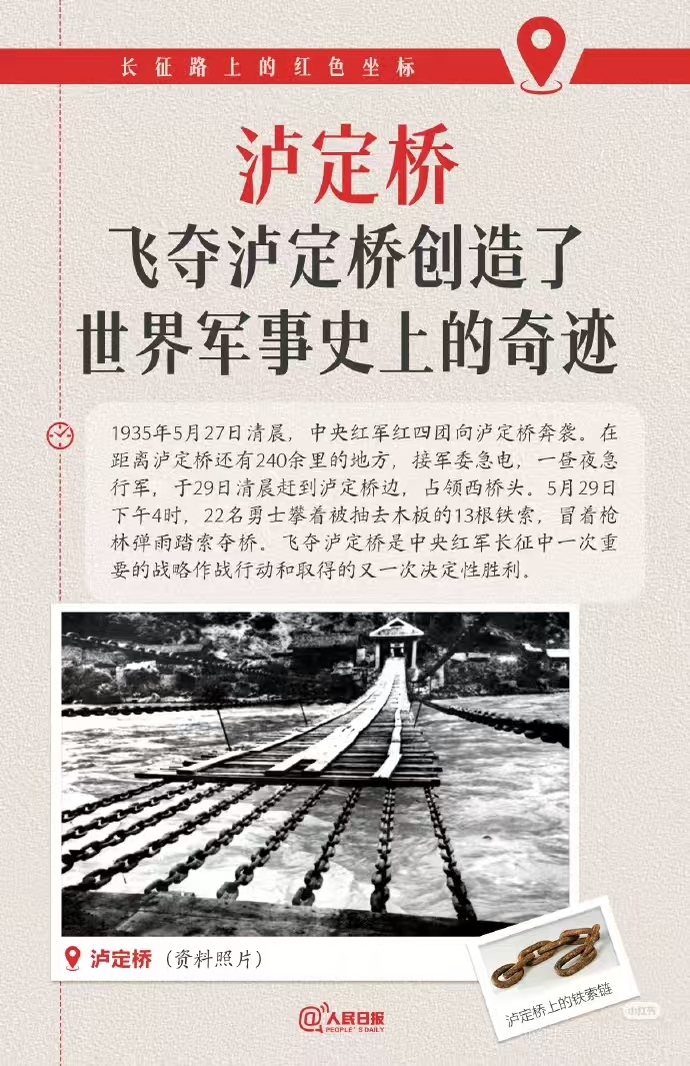 长征路上的红色坐标
泸定桥
飞夺泸定桥创造了
世界军事史上的奇迹
1935年5月27日清晨，中央红军红四团向泸定桥奔袭。在
距离泸定桥还有240余里的地方，接军委急电，一昼夜急
行军，于29日清晨赶到泸定桥边，占领西桥头。5月29日
下午4时，22名勇士攀着被抽去木板的13根铁索，冒着枪
林弹雨踏索夺桥。飞夺泸定桥是中央红军长征中一次重
要的战略作战行动和取得的又一次决定性胜利。
泸定桥（资料照片）
泸定桥上的铁索链
小红书
@人民日报
PEOPLE'S DAILY